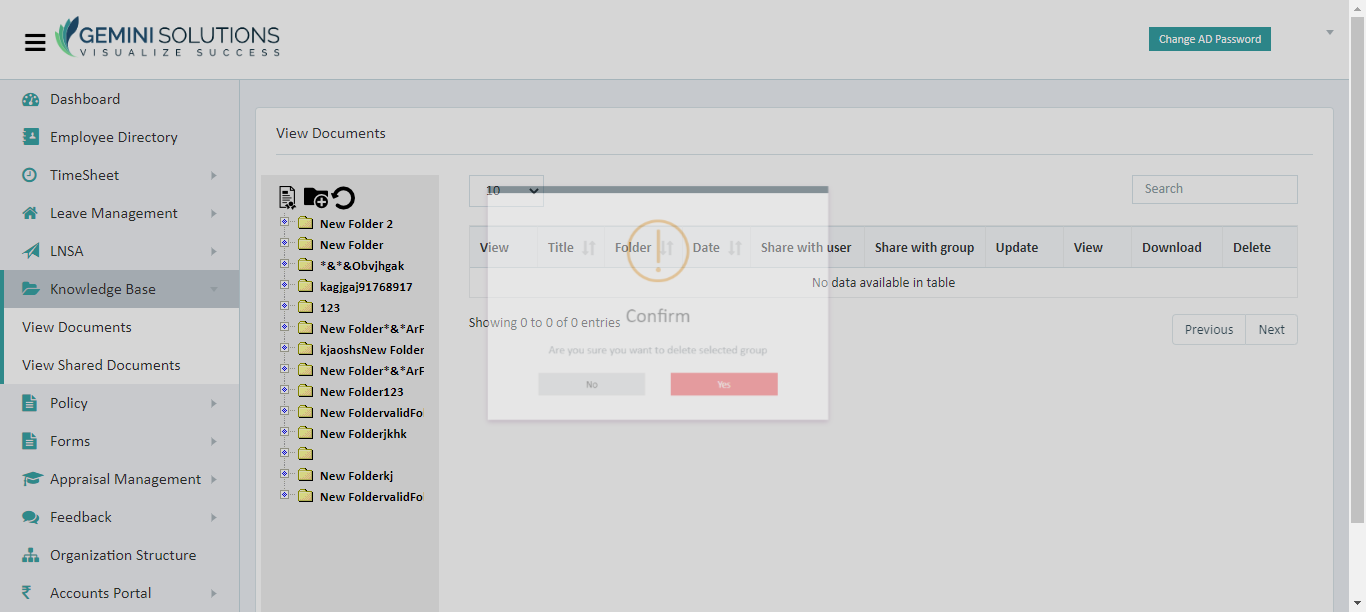 GEMINI SOLUTIONS
VISUALIZE SUCCESS
Change AD Password
Dashboard
Employee Directory
TimeSheet
Leave Management
LNSA
Knowledge Base
View Documents
View Shared Documents
Policy
Forms
Appraisal Management
Feedback
Organization Structure
Accounts Portal
View Documents
New Folder 2
New Folder
*&*&Obvjhgak
kagjgaj91768917
123
New Folder*&*ArF
kjaoshsNew Folder
New Folder*&*ArF
New Folder123
New FoldervalidFo
New Folderjkhk
New Folderkj
New FoldervalidFo
10
Search
View Title Folder Date Share with user Share with group Update View Download Delete
No data available in table
Showing 0 to 0 of 0 entries
Previous Next
Confirm
Are you sure you want to delete selected group
No Yes